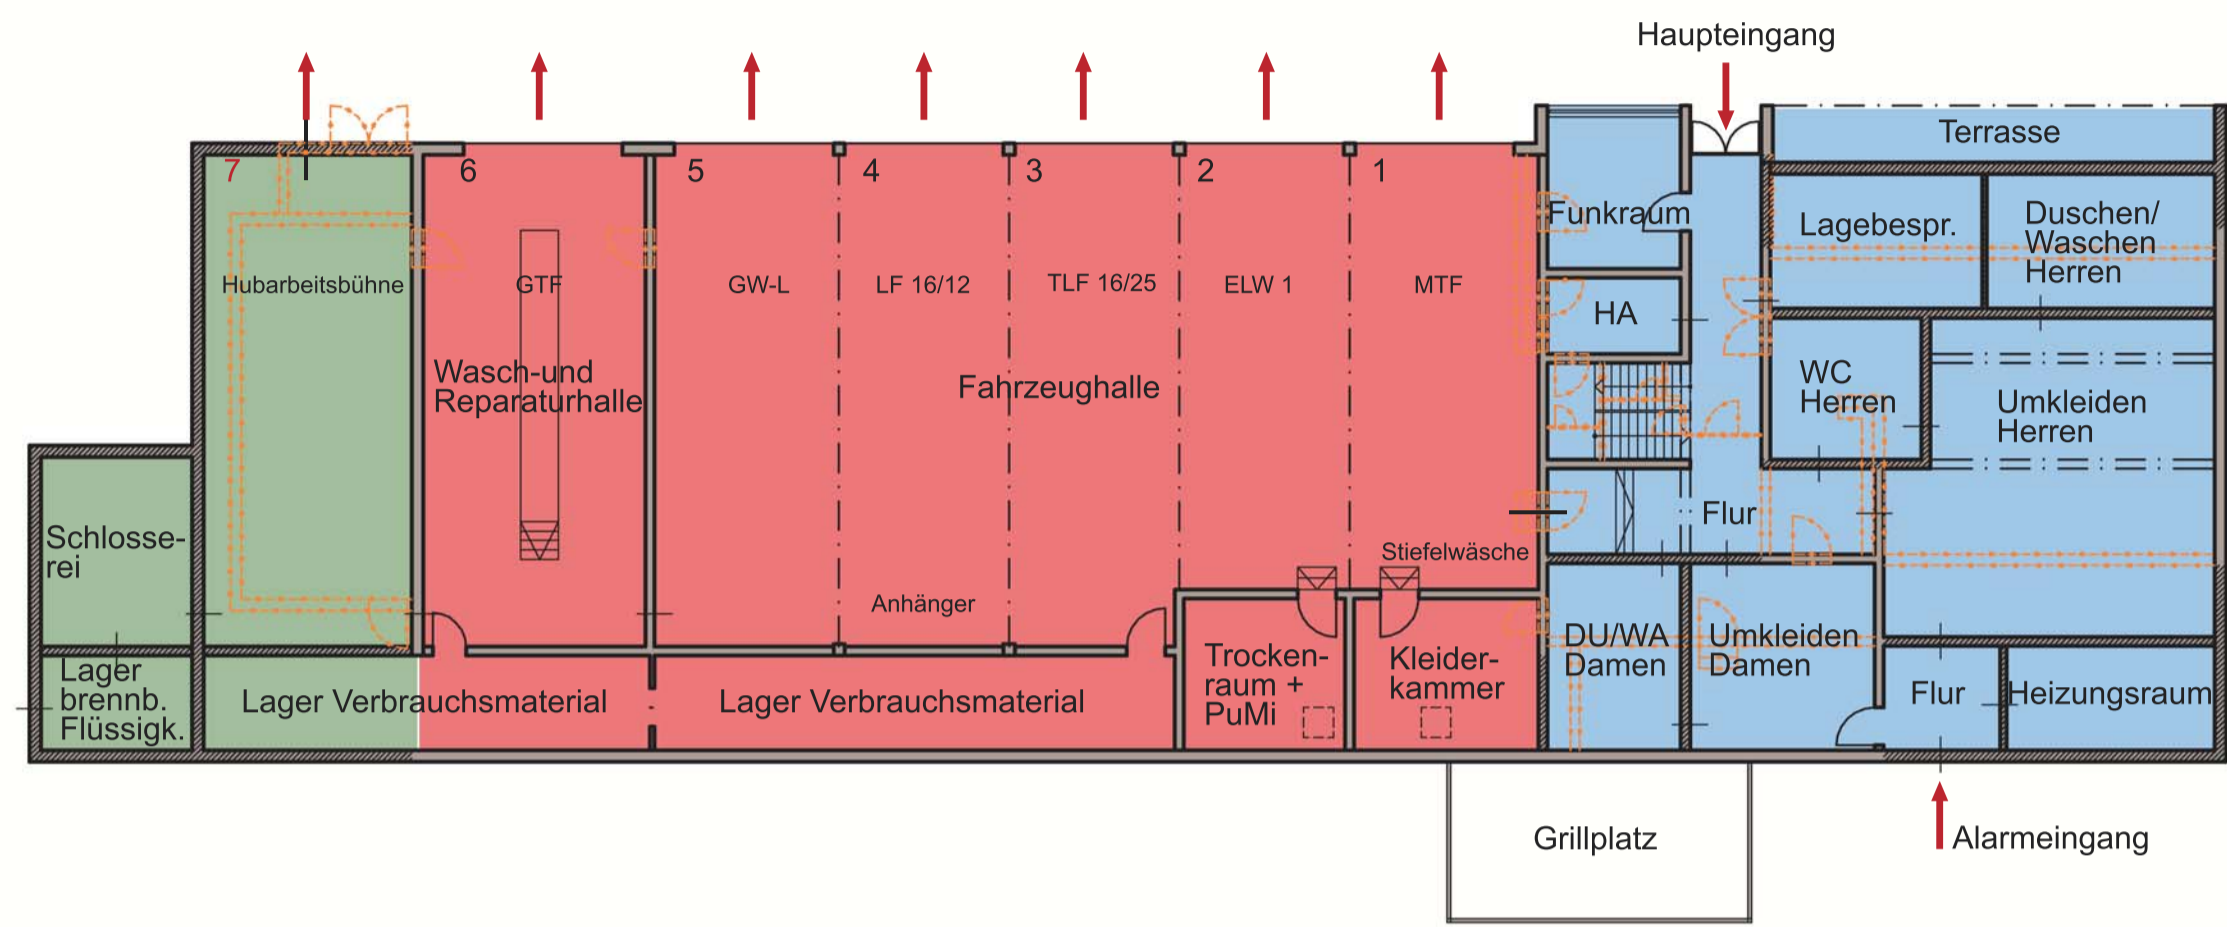 Haupteingang
Terrasse
7
6
5
4
3
2
1
Funkraum
Lagebespr.
Duschen/
Waschen
Herren
Hubarbeitsbühne
GTF
GW-L
LF 16/12
TLF 16/25
ELW 1
MTF
HA
Wasch-und
Reparaturhalle
Fahrzeughalle
WC
Herren
Umkleiden
Herren
Schlosse-
rei
Flur
Stiefelwäsche
Anhänger
Lager
brennb.
Flüssigk.
Lager Verbrauchsmaterial
Lager Verbrauchsmaterial
Trocken-
raum +
PuMi
Kleider-
kammer
DU/WA
Damen
Umkleiden
Damen
Flur
Heizungsraum
Grillplatz
Alarmeingang